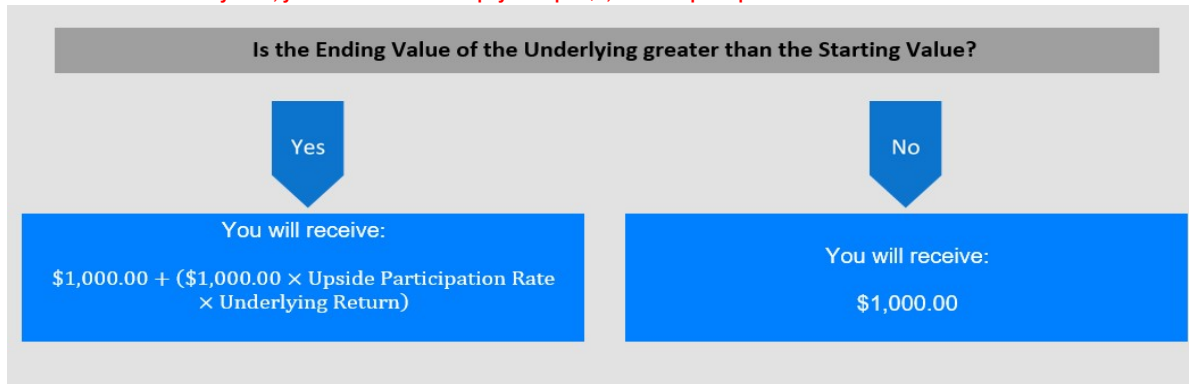 Is the Ending Value of the Underlying greater than the Starting Value?
Yes
No
You will receive:
$1,000.00 + ($1,000.00 × Upside Participation Rate
× Underlying Return)
You will receive:
$1,000.00